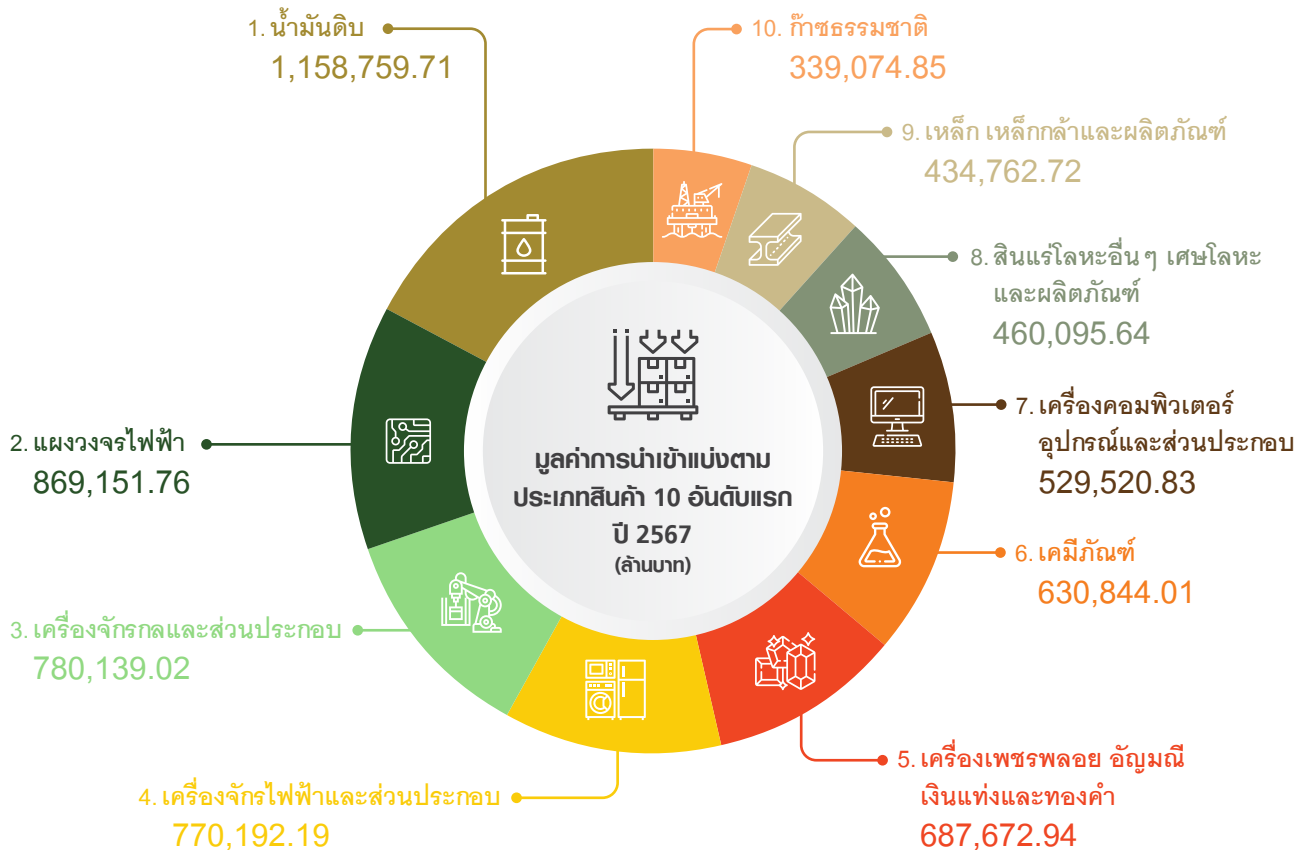 มูลค่าการนำเข้าแบ่งตาม
ประเภทสินค้า 10 อันดับแรก
ปี 2567
(ล้านบาท)
1. น้ำมันดิบ
1,158,759.71
2. แผงวงจรไฟฟ้า
869,151.76
3. เครื่องจักรกลและส่วนประกอบ
780,139.02
4. เครื่องจักรไฟฟ้าและส่วนประกอบ
770,192.19
5. เครื่องเพชรพลอย อัญมณี
เงินแท่งและทองคำ
687,672.94
6. เคมีภัณฑ์
630,844.01
7. เครื่องคอมพิวเตอร์
อุปกรณ์และส่วนประกอบ
529,520.83
8. สินแร่โลหะอื่น ๆ เศษโลหะ
และผลิตภัณฑ์
460,095.64
9. เหล็ก เหล็กกล้าและผลิตภัณฑ์
434,762.72
10. ก๊าซธรรมชาติ
339,074.85